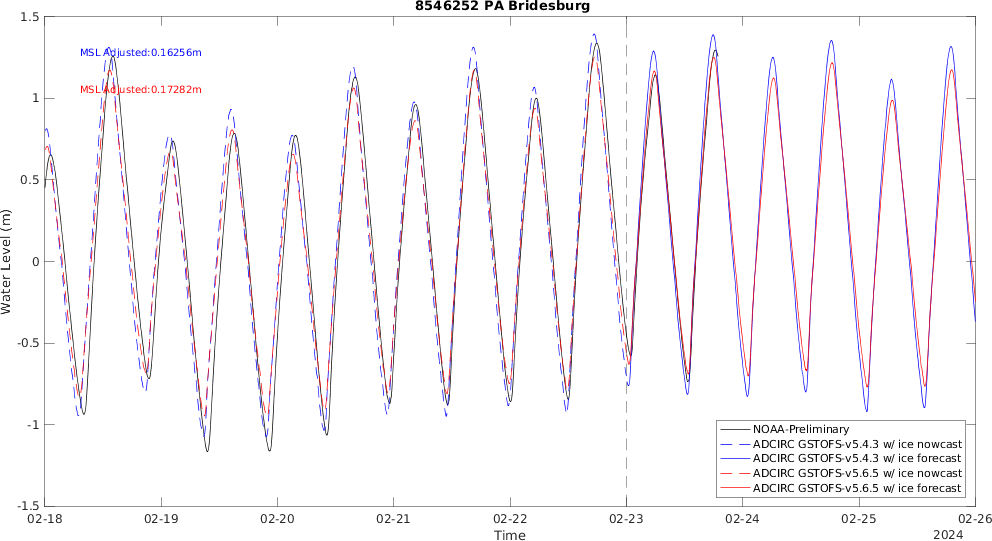 8546252 PA Bridesburg
1.5
1
0.5
0
-0.5
-1
-1.5
Water Level (m)
MSL Adjusted:0.16256m
MSL Adjusted:0.17282m
NOAA-Preliminary
ADCIRC GSTOFS-v5.4.3 w/ ice nowcast
ADCIRC GSTOFS-v5.4.3 w/ ice forecast
ADCIRC GSTOFS-v5.6.5 w/ ice nowcast
ADCIRC GSTOFS-v5.6.5 w/ ice forecast
02-18 02-19 02-20 02-21 02-22 02-23 02-24 02-25 02-26
Time
2024